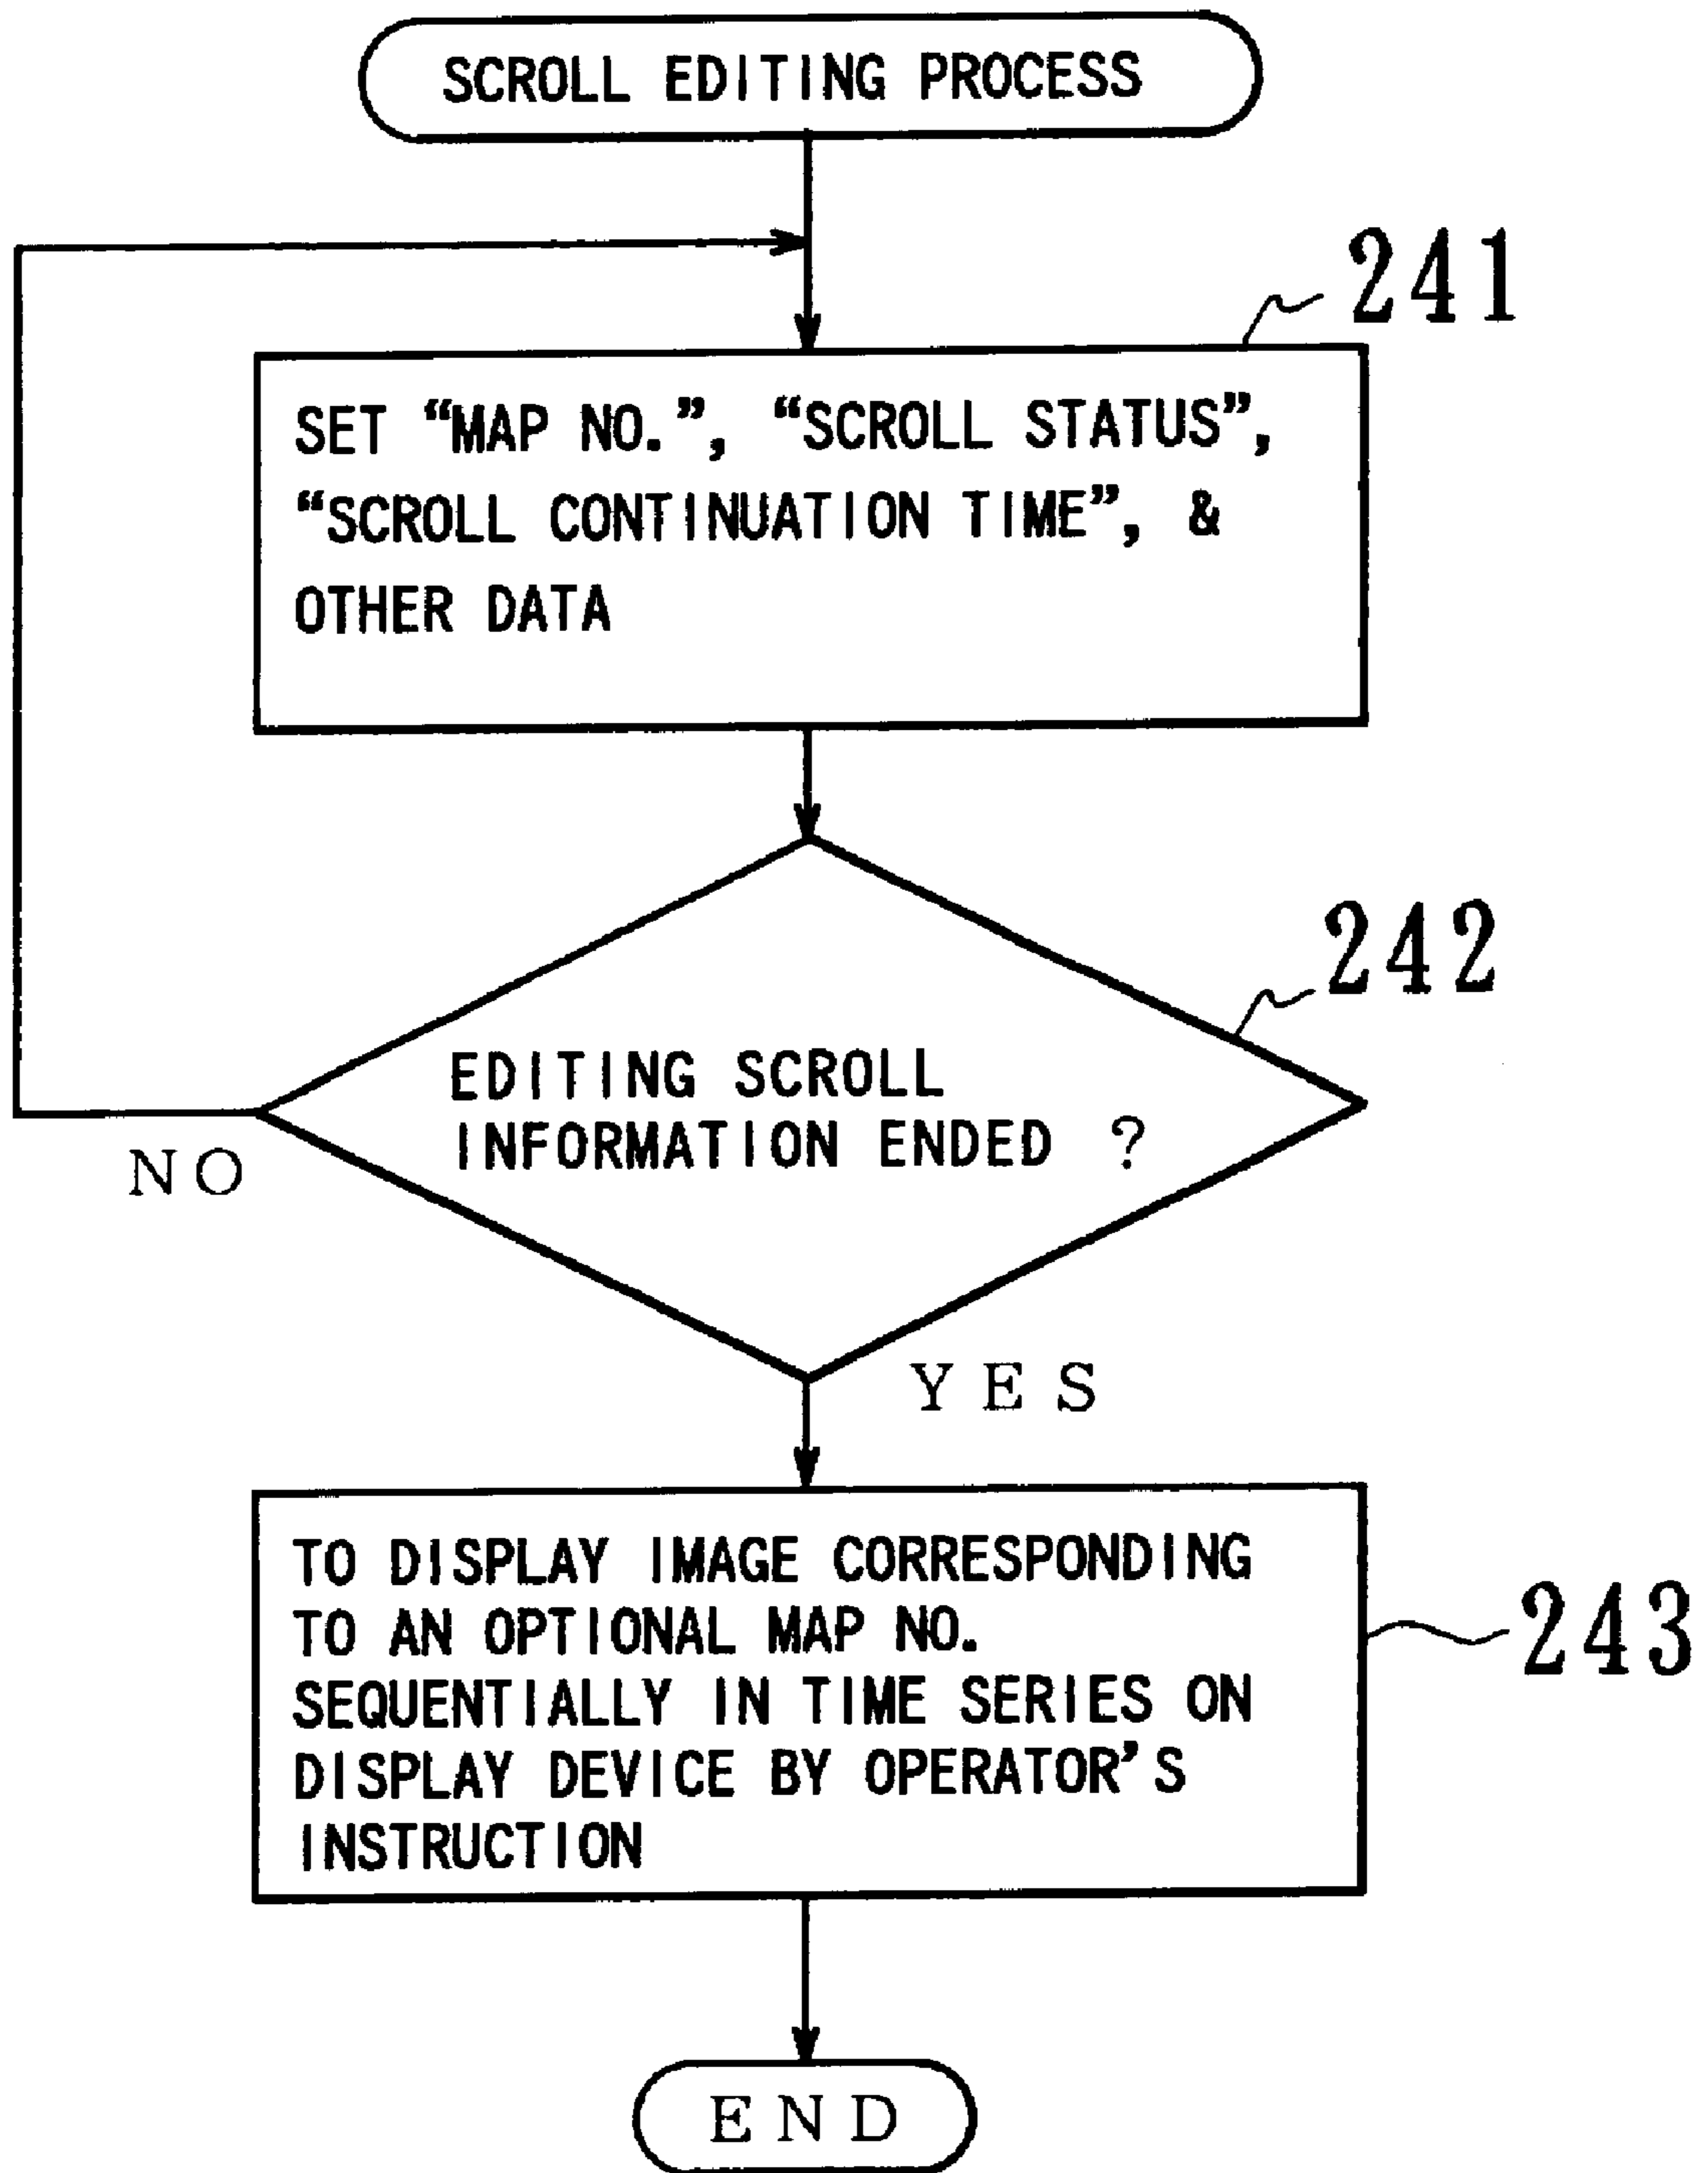 SCROLL EDITING PROCESS
241
SET “MAP NO.”, “SCROLL STATUS”,
“SCROLL CONTINUATION TIME”, &
OTHER DATA
242
EDITING SCROLL
INFORMATION ENDED ?
NO
YES
TO DISPLAY IMAGE CORRESPONDING
TO AN OPTIONAL MAP NO.
SEQUENTIALLY IN TIME SERIES ON
DISPLAY DEVICE BY OPERATOR’S
INSTRUCTION
243
END